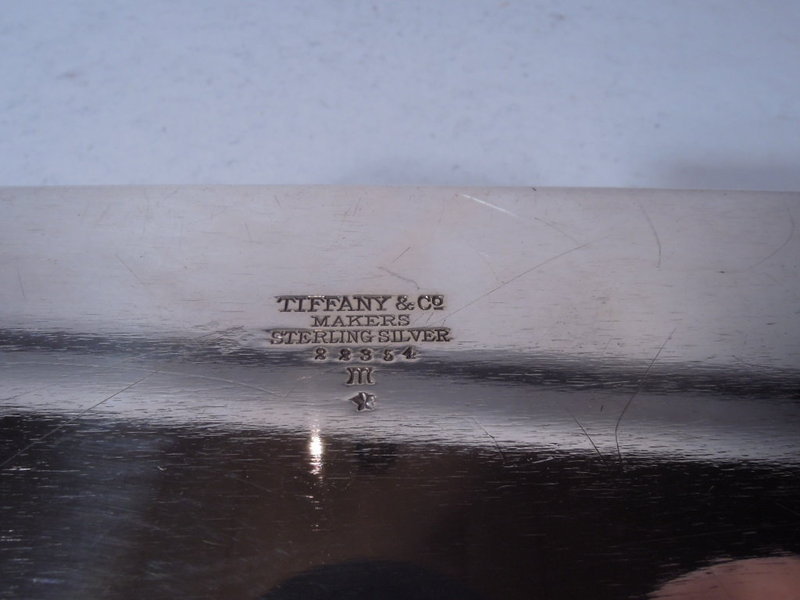 TIFFANY & Co
MAKERS
STERLING SILVER
22354
m